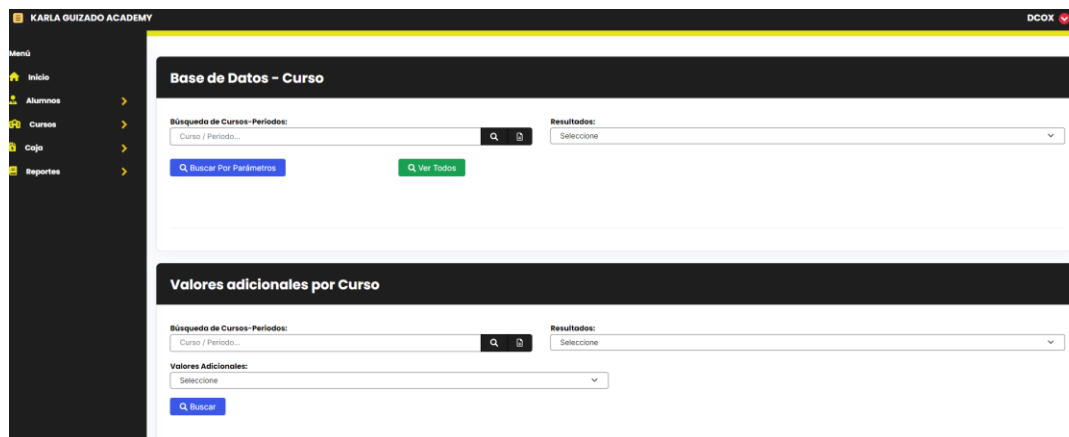 KARLA GUIZADO ACADEMY
DCOX
Menú
Inicio
Alumnos
Cursos
Caja
Reportes
Base de Datos - Curso
Búsqueda de Cursos-Periodos:
Resultados:
Curso / Periodo...
Seleccione
Buscar Por Parámetros
Ver Todos
Valores adicionales por Curso
Búsqueda de Cursos-Periodos:
Resultados:
Curso / Periodo...
Seleccione
Valores Adicionales:
Seleccione
Buscar